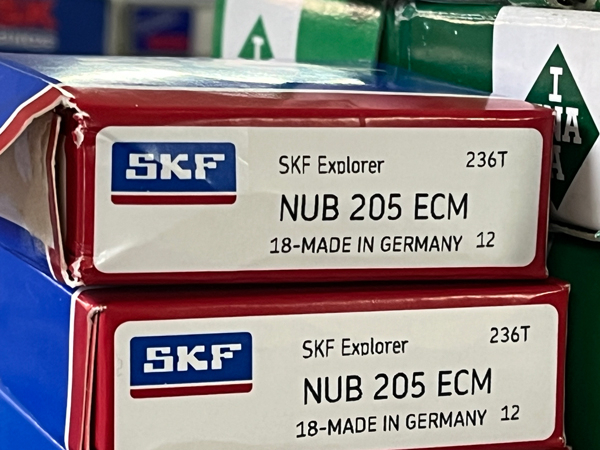 SKF
SKF Explorer 236T
NUB 205 ECM
18-MADE IN GERMANY 12
SKF
SKF Explorer 236T
NUB 205 ECM
18-MADE IN GERMANY 12
INA